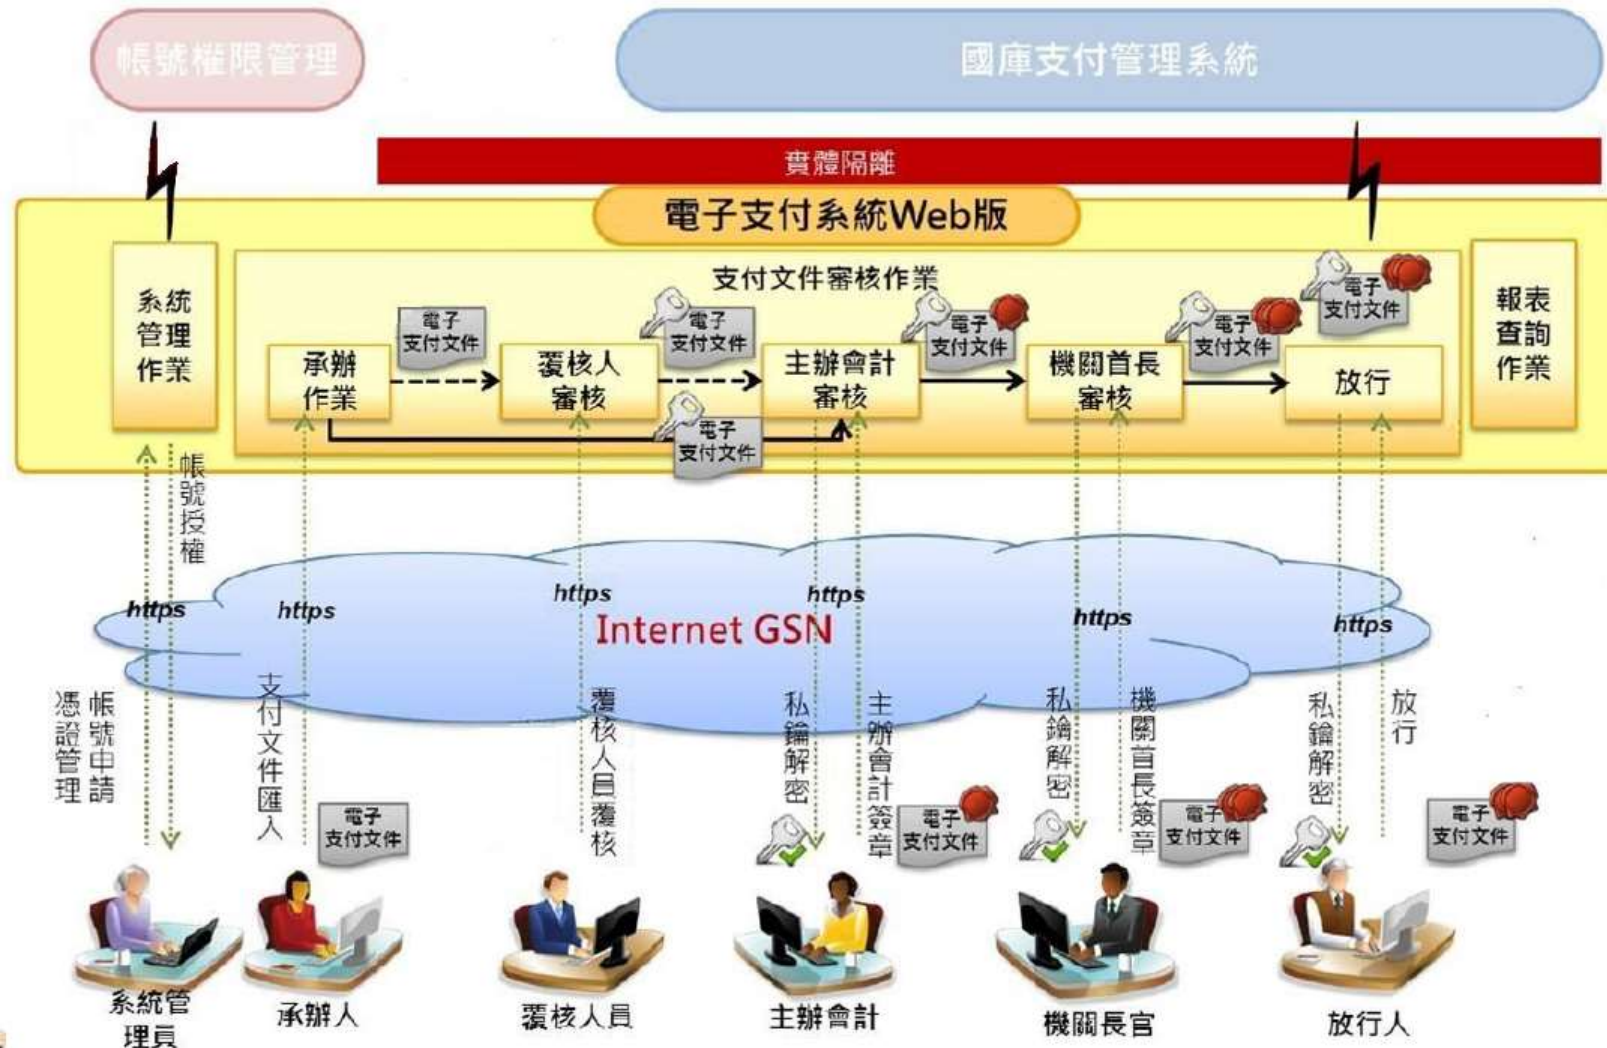 帳號權限管理
國庫支付管理系統
實體隔離
電子支付系統Web版
支付文件審核作業
系統
管理
作業
承辦
作業
電子
支付文件
覆核人
審核
電子
支付文件
主辦會計
審核
電子
支付文件
機關首長
審核
電子
支付文件
放行
電子
支付文件
報表
查詢
作業
電子
支付文件
帳號授權
https
https
https
https
https
https
Internet GSN
帳號申請
憑證管理
支付文件匯入
覆核人員覆核
私鑰解密
主辦會計簽章
私鑰解密
機關首長簽章
私鑰解密
放行
電子
支付文件
電子
支付文件
電子
支付文件
電子
支付文件
系統管
理員
承辦人
覆核人員
主辦會計
機關長官
放行人